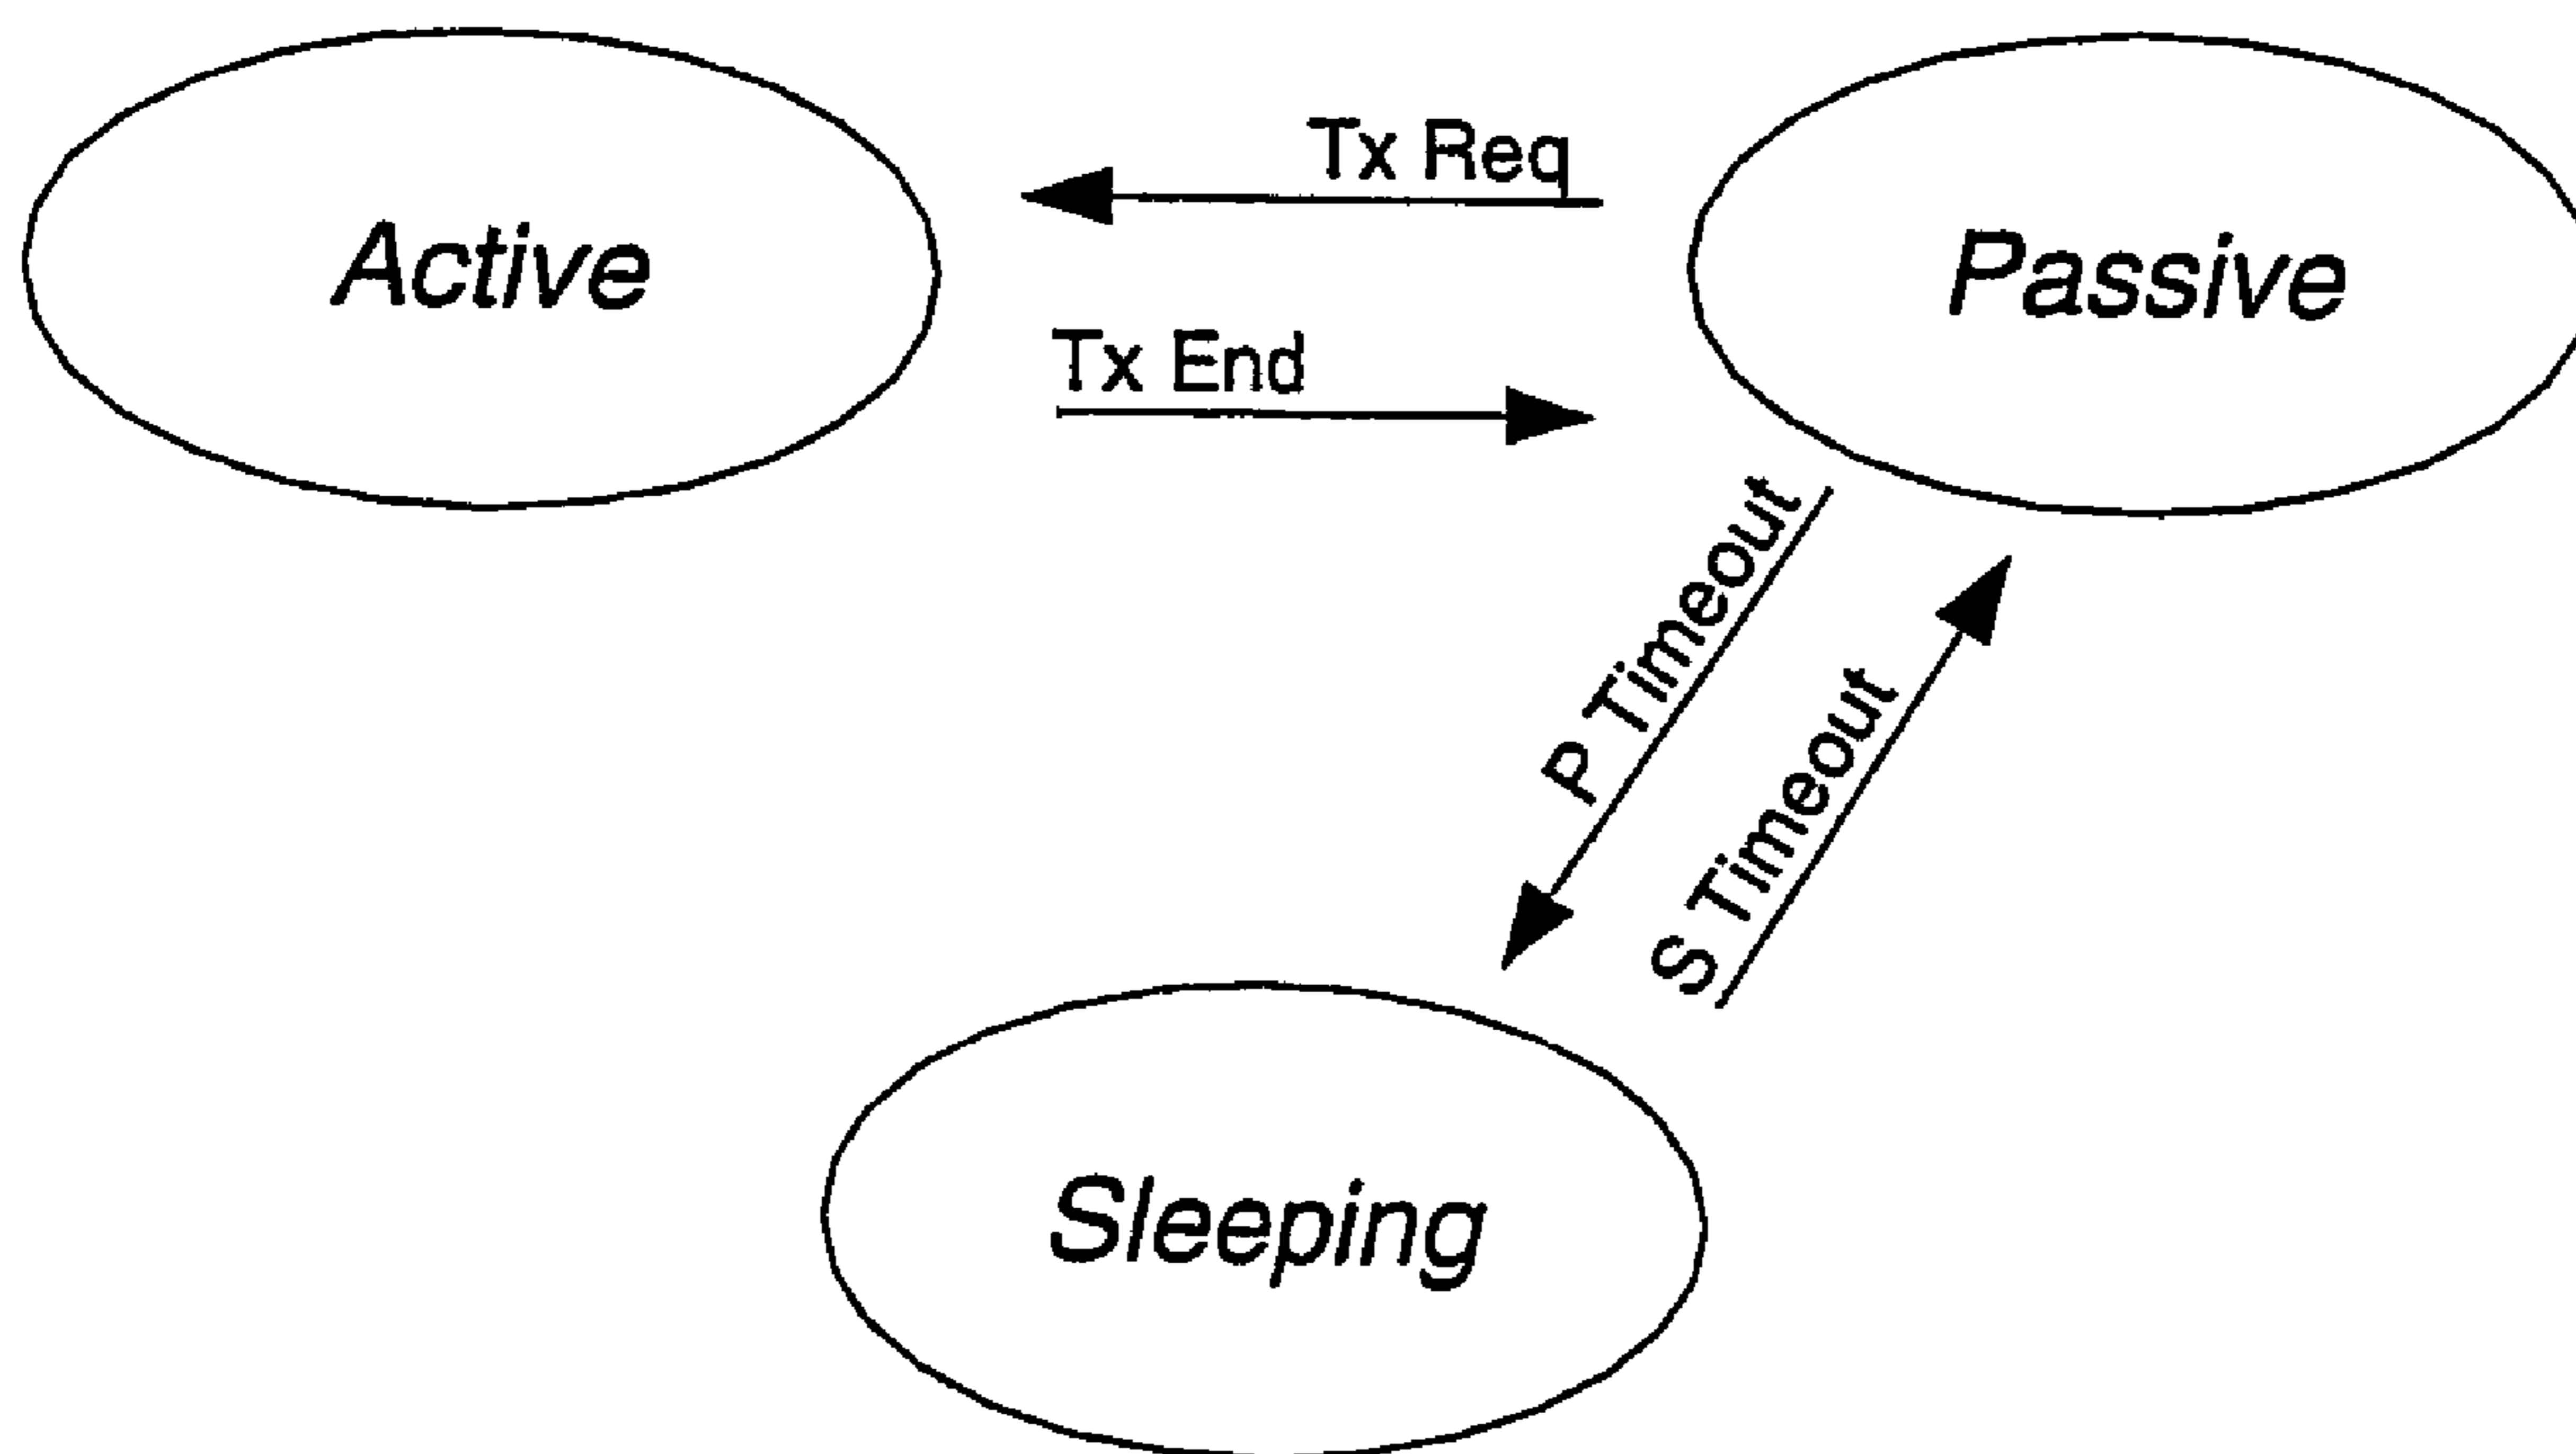 Tx Req
Active
Passive
Tx End
P Timeout
S Timeout
Sleeping